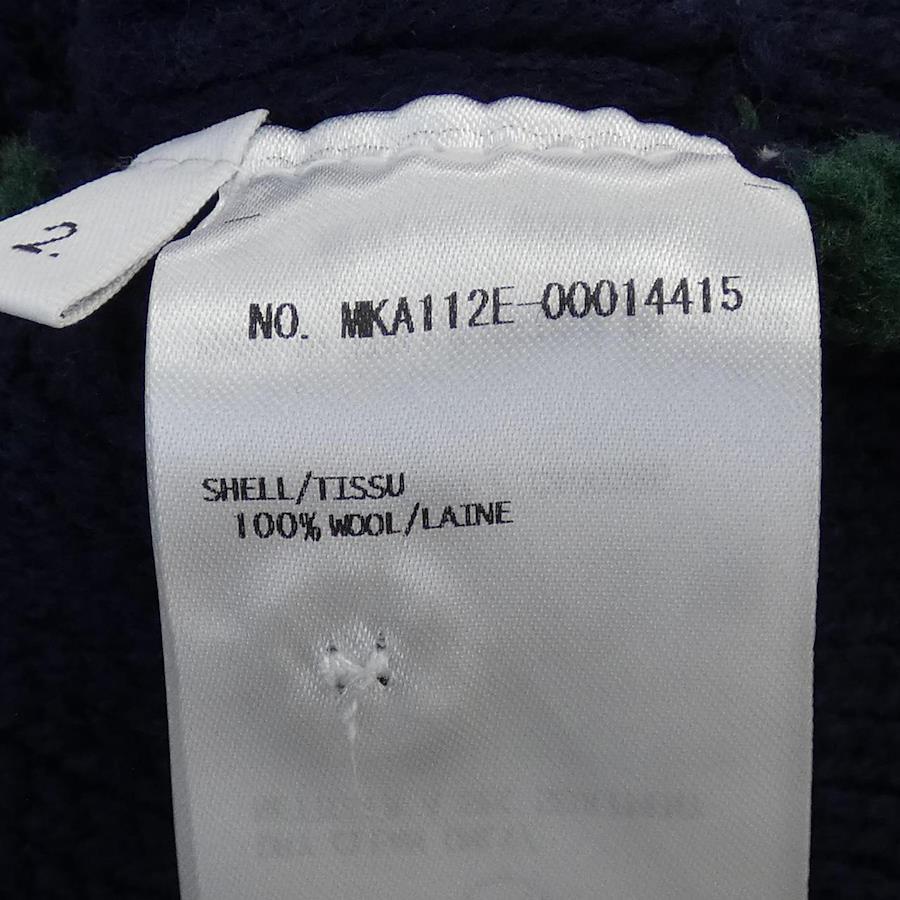 2
NO. MKA112E-00014415
SHELL/TISSU
100% WOOL/LAINE